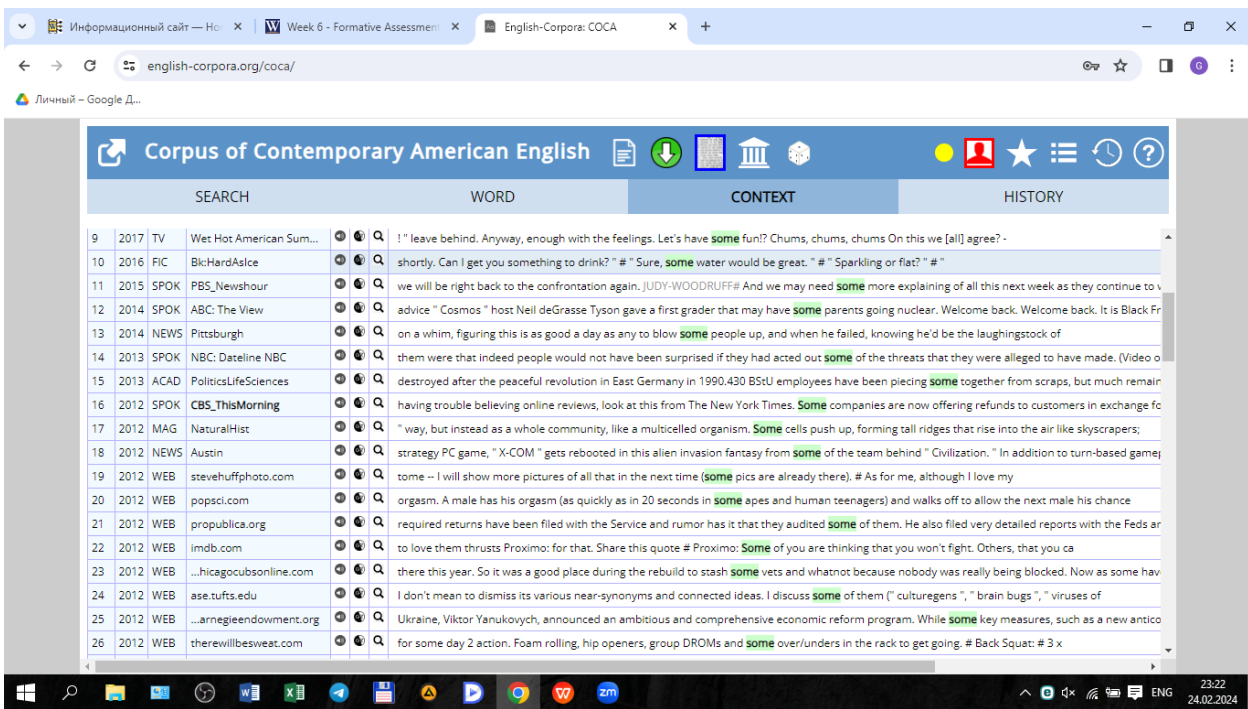 Информационный сайт — Но
Week 6 - Formative Assessment
English-Corpora: COCA
english-corpora.org/coca/
G
Личный – Google Д...
Corpus of Contemporary American English
SEARCH WORD CONTEXT HISTORY
9 2017 TV Wet Hot American Sum... ! " leave behind. Anyway, enough with the feelings. Let's have some fun!? Chums, chums, chums On this we [all] agree? -
10 2016 FIC Bk:HardAsIce shortly. Can I get you something to drink? " # " Sure, some water would be great. " # " Sparkling or flat? " # "
11 2015 SPOK PBS_Newshour we will be right back to the confrontation again. JUDY-WOODRUFF# And we may need some more explaining of all this next week as they continue to
12 2014 SPOK ABC: The View advice " Cosmos " host Neil deGrasse Tyson gave a first grader that may have some parents going nuclear. Welcome back. Welcome back. It is Black Fr
13 2014 NEWS Pittsburgh on a whim, figuring this is as good a day as any to blow some people up, and when he failed, knowing he'd be the laughingstock of
14 2013 SPOK NBC: Dateline NBC them were that indeed people would not have been surprised if they had acted out some of the threats that they were alleged to have made. (Video o
15 2013 ACAD PoliticsLifeSciences destroyed after the peaceful revolution in East Germany in 1990.430 BStU employees have been piecing some together from scraps, but much remain
16 2012 SPOK CBS_ThisMorning having trouble believing online reviews, look at this from The New York Times. Some companies are now offering refunds to customers in exchange fo
17 2012 MAG NaturalHist " way, but instead as a whole community, like a multicelled organism. Some cells push up, forming tall ridges that rise into the air like skyscrapers;
18 2012 NEWS Austin strategy PC game, " X-COM " gets rebooted in this alien invasion fantasy from some of the team behind " Civilization. " In addition to turn-based gamep
19 2012 WEB stevehuffphoto.com tome -- I will show more pictures of all that in the next time (some pics are already there). # As for me, although I love my
20 2012 WEB popsci.com orgasm. A male has his orgasm (as quickly as in 20 seconds in some apes and human teenagers) and walks off to allow the next male his chance
21 2012 WEB propublica.org required returns have been filed with the Service and rumor has it that they audited some of them. He also filed very detailed reports with the Feds an
22 2012 WEB imdb.com to love them thrusts Proximo: for that. Share this quote # Proximo: Some of you are thinking that you won't fight. Others, that you ca
23 2012 WEB ...hicagocubsonline.com there this year. So it was a good place during the rebuild to stash some vets and whatnot because nobody was really being blocked. Now as some hav
24 2012 WEB ase.tufts.edu I don't mean to dismiss its various near-synonyms and connected ideas. I discuss some of them (" culturegens ", " brain bugs ", " viruses of
25 2012 WEB ...arnegieendowment.org Ukraine, Viktor Yanukovych, announced an ambitious and comprehensive economic reform program. While some key measures, such as a new antico
26 2012 WEB therewillbesweat.com for some day 2 action. Foam rolling, hip openers, group DROMs and some over/unders in the rack to get going. # Back Squat: # 3 x
zm
ENG
23:22
24.02.2024